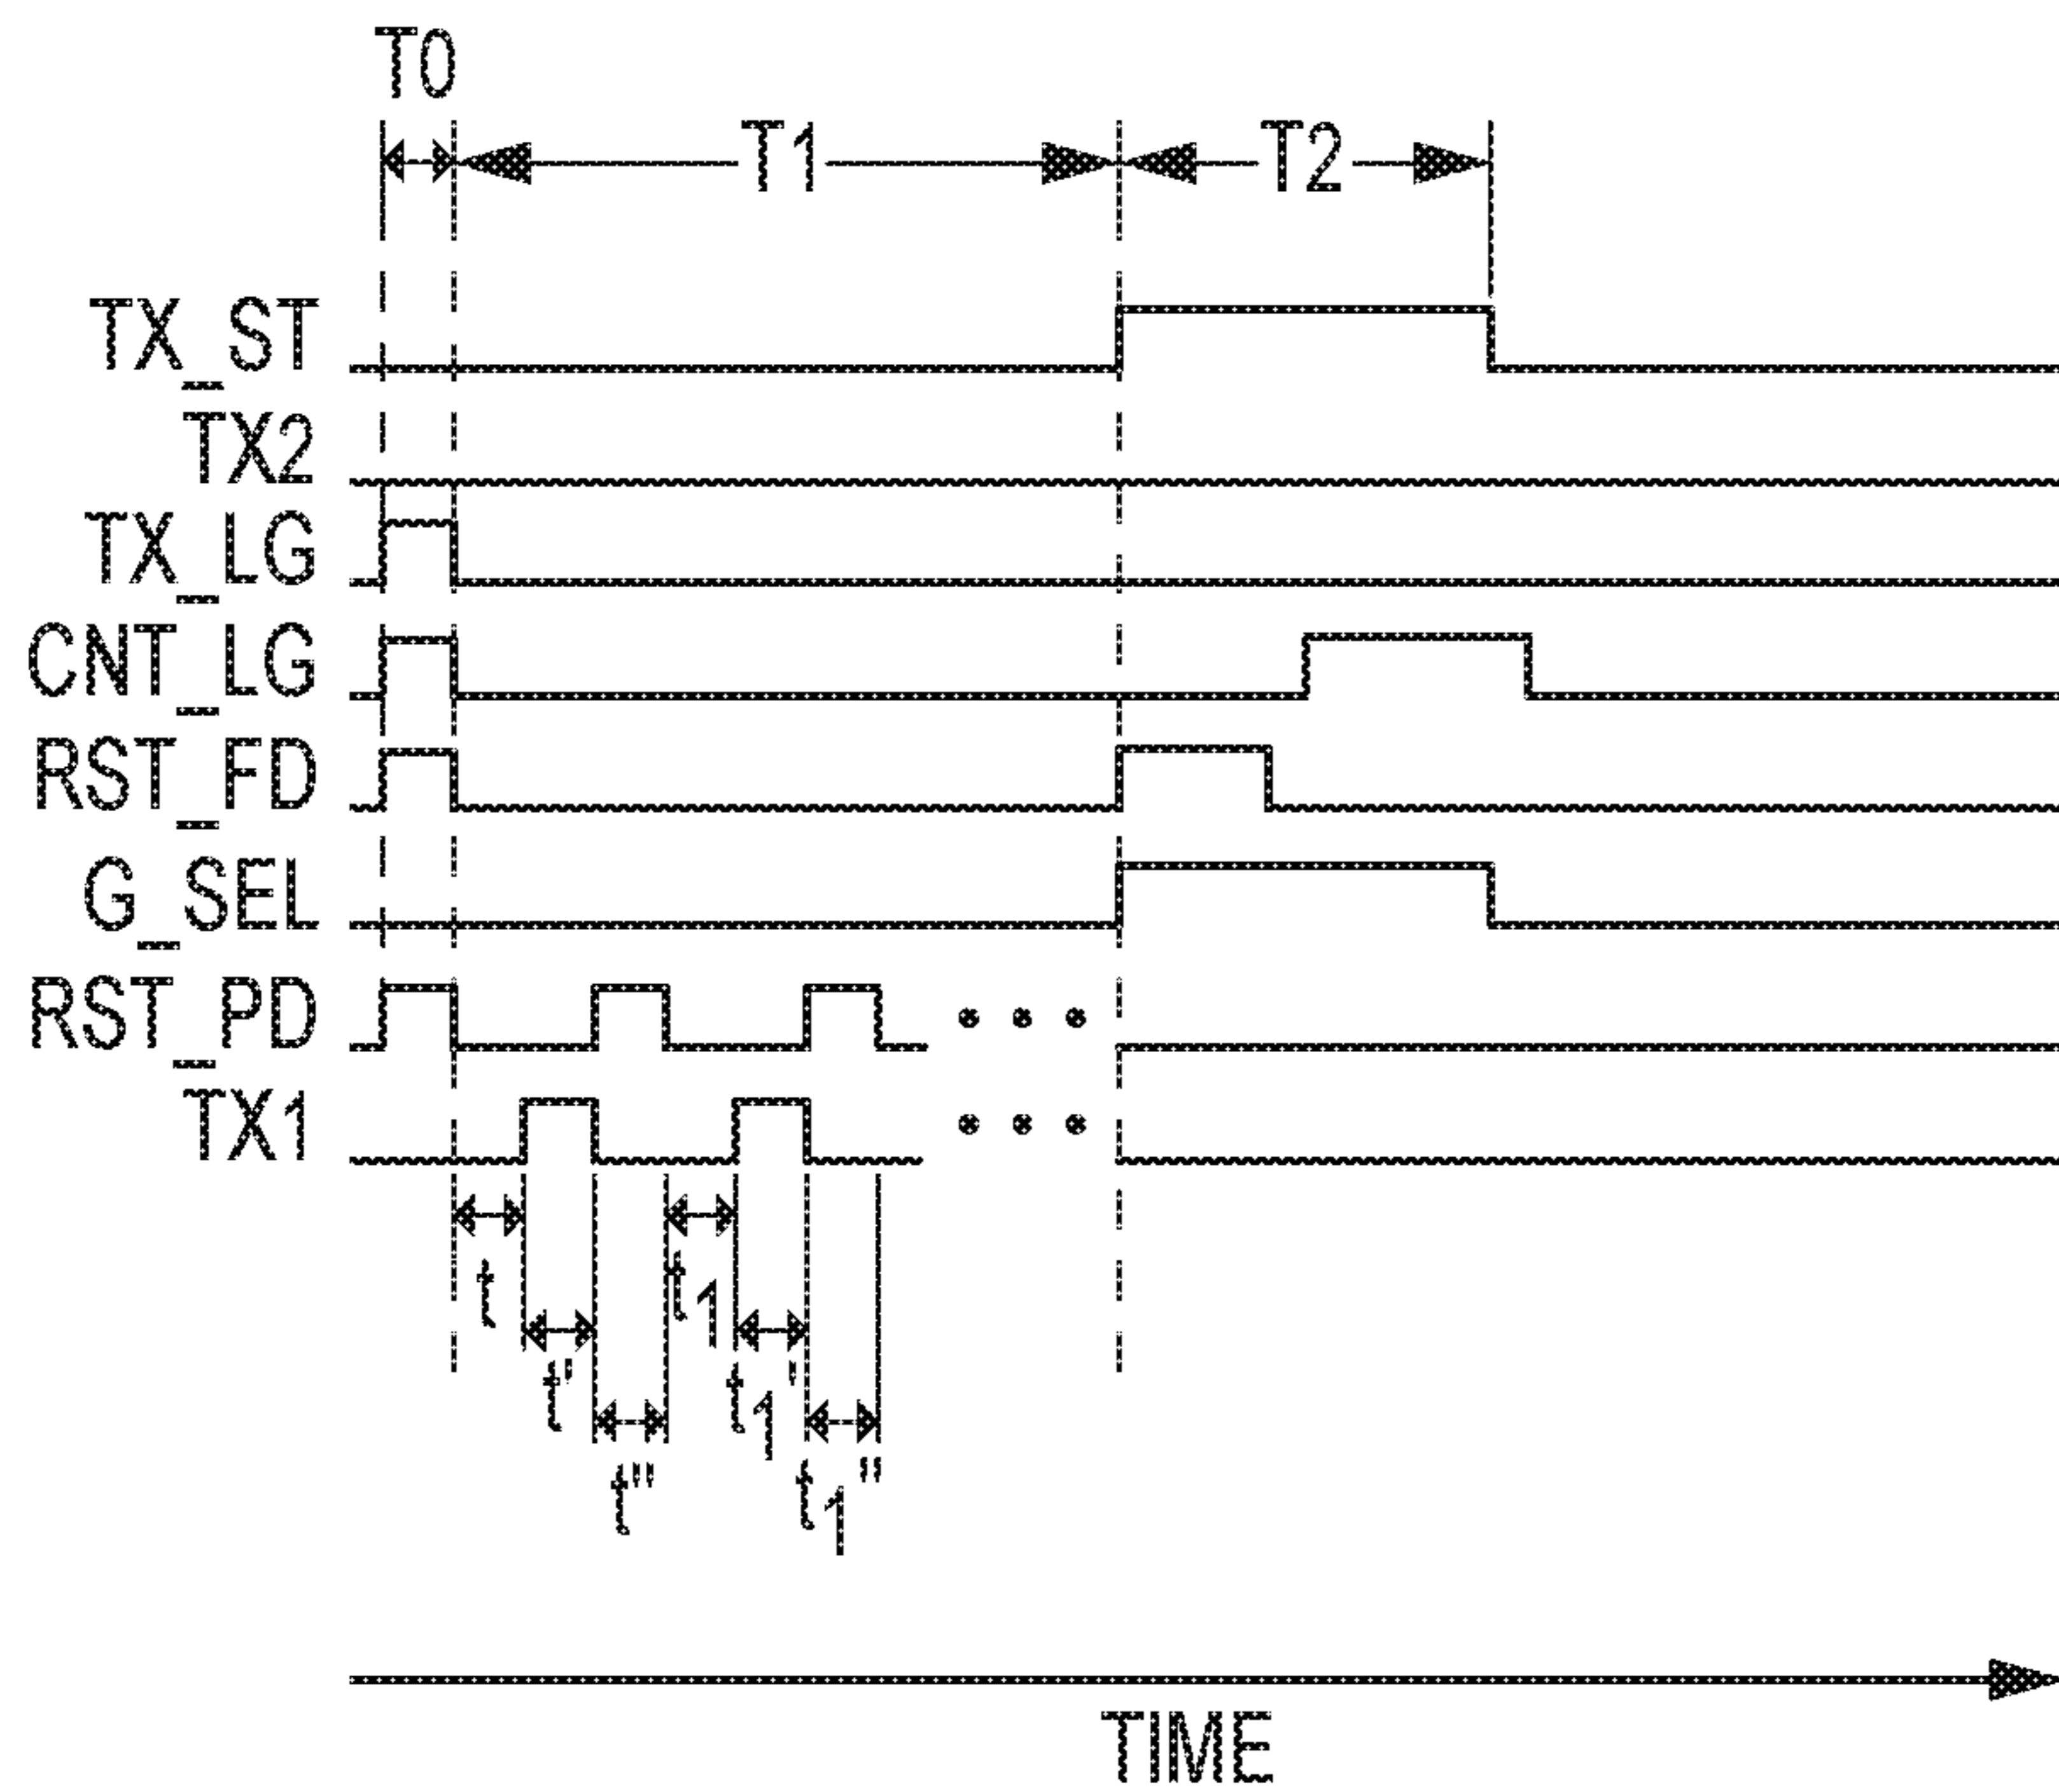 T0
T1
T2
TX_ST
TX2
TX_LG
CNT_LG
RST_FD
G_SEL
RST_PD
TX1
t
t1
t'
t1'
t"
t1"
TIME